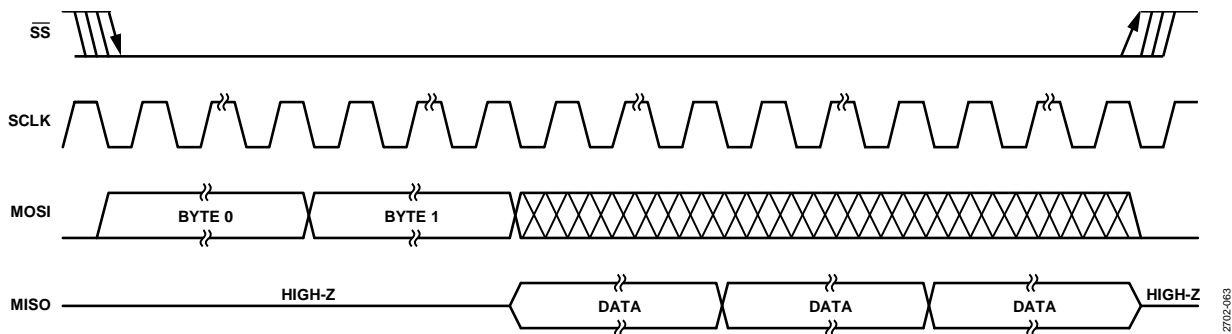 SS
SCLK
MOSI
BYTE 0
BYTE 1
MISO
HIGH-Z
DATA
DATA
DATA
HIGH-Z
2702-063